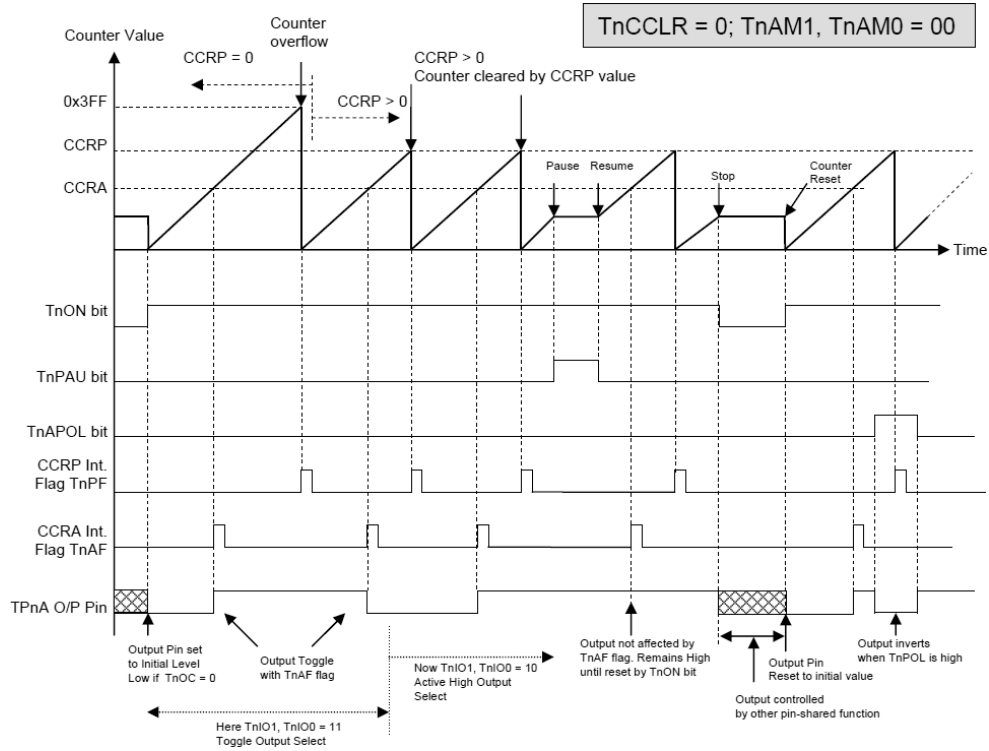 TnCCLR = 0; TnAM1, TnAM0 = 00
Counter Value
Counter
overflow
CCRP = 0
CCRP > 0
CCRP > 0
Counter cleared by CCRP value
0x3FF
CCRP
CCRA
Pause
Resume
Stop
Counter
Reset
Time
TnON bit
TnPAU bit
TnAPOL bit
CCRP Int.
Flag TnPF
CCRA Int.
Flag TnAF
TPnA O/P Pin
Output Pin set
to Initial Level
Low if TnOC = 0
Output Toggle
with TnAF flag
Now TnIO1, TnIO0 = 10
Active High Output
Select
Here TnIO1, TnIO0 = 11
Toggle Output Select
Output not affected by
TnAF flag. Remains High
until reset by TnON bit
Output Pin
Reset to initial value
Output controlled
by other pin-shared function
Output inverts
when TnPOL is high